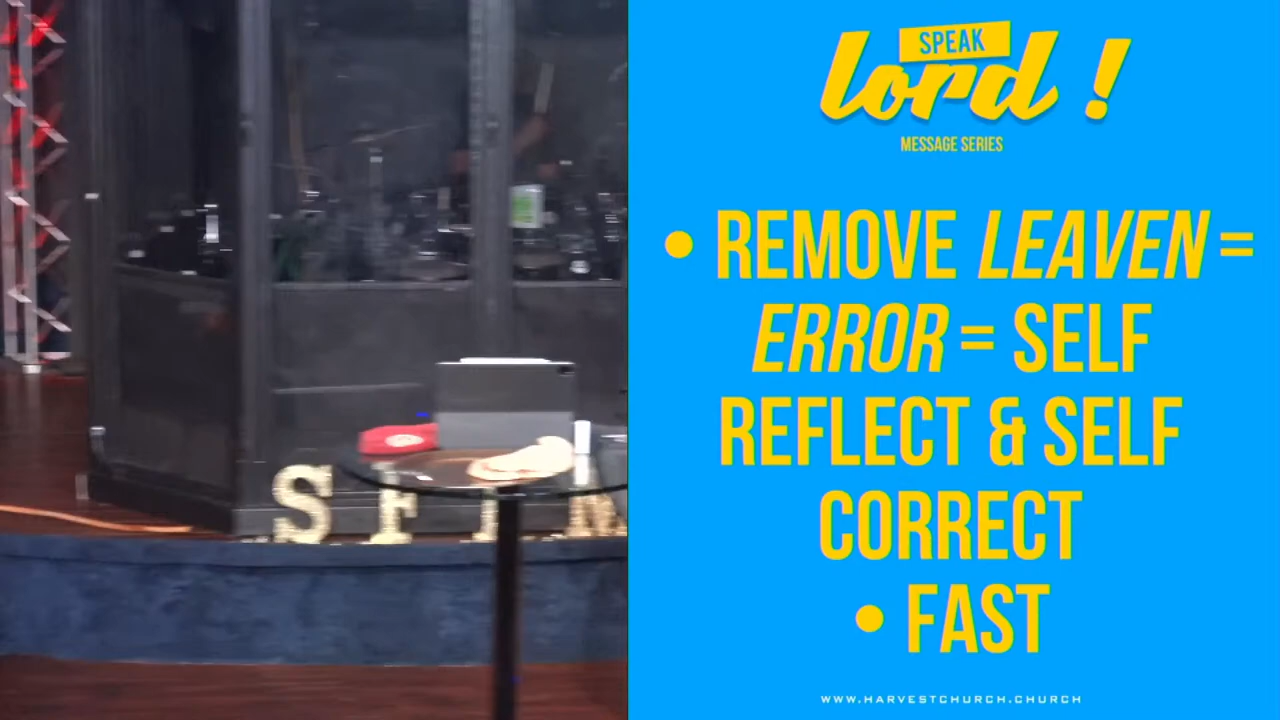 SPEAK
lord !
MESSAGE SERIES
• REMOVE LEAVEN =
ERROR = SELF
REFLECT & SELF
CORRECT
• FAST
WWW.HARVESTCHURCH.CHURCH
S F